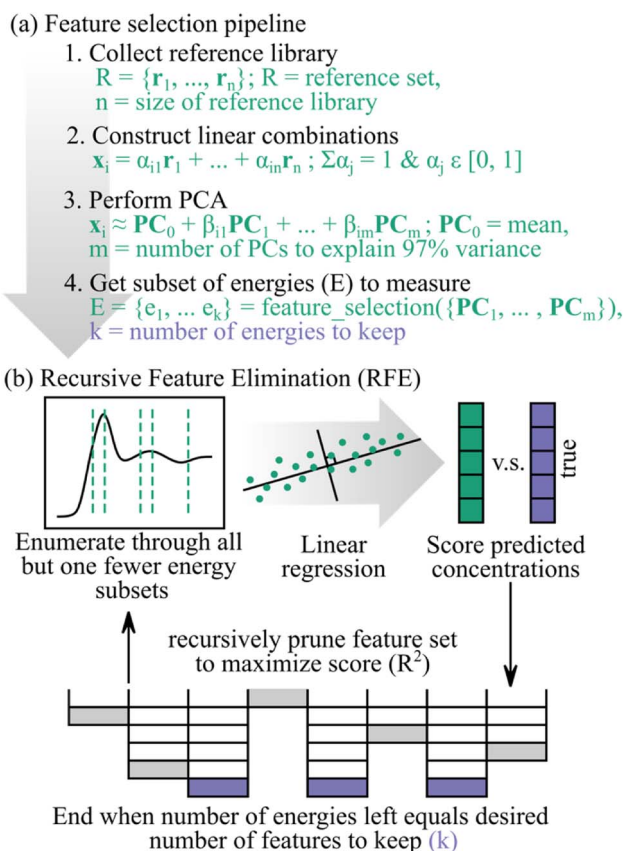 (a) Feature selection pipeline
1. Collect reference library
R = {r₁, ..., rₙ}; R = reference set,
n = size of reference library
2. Construct linear combinations
xᵢ = αᵢ₁r₁ + ... + αᵢₙrₙ ; Σαⱼ = 1 & αⱼ ε [0, 1]
3. Perform PCA
xᵢ ≈ PC₀ + βᵢ₁PC₁ + ... + βᵢₘPCₘ ; PC₀ = mean,
m = number of PCs to explain 97% variance
4. Get subset of energies (E) to measure
E = {e₁, ... eₖ} = feature_selection({PC₁, ... , PCₘ}),
k = number of energies to keep
(b) Recursive Feature Elimination (RFE)
v.s.
true
Enumerate through all
but one fewer energy
subsets
Linear
regression
Score predicted
concentrations
recursively prune feature set
to maximize score (R²)
End when number of energies left equals desired
number of features to keep (k)